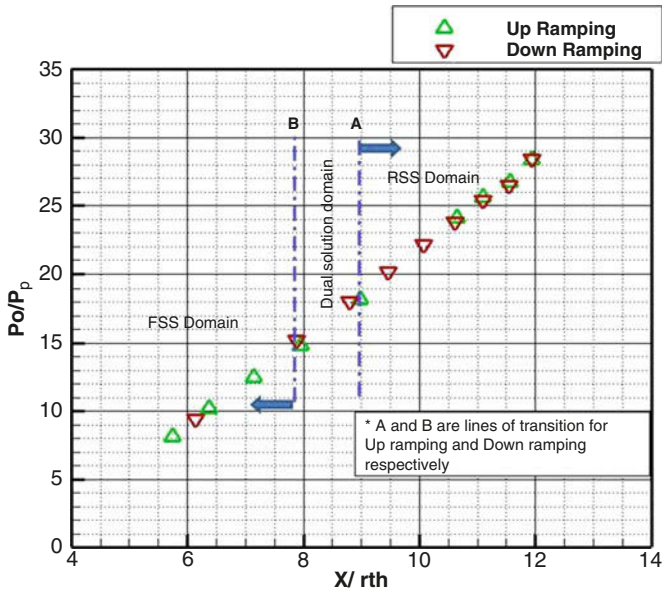 Up Ramping
Down Ramping
35
30
25
20
15
10
5
0
Po/Pp
B
A
Dual solution domain
RSS Domain
FSS Domain
* A and B are lines of transition for
Up ramping and Down ramping
respectively
4
6
8
10
12
14
X/ rth